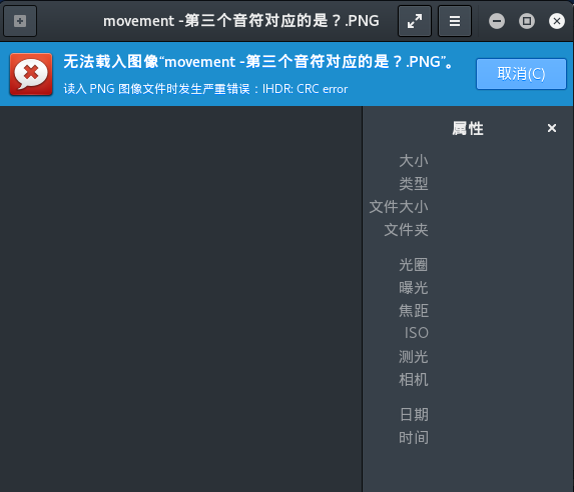 movement -第三个音符对应的是？.PNG
无法载入图像“movement -第三个音符对应的是？.PNG”。
取消(C)
读入 PNG 图像文件时发生严重错误：IHDR: CRC error
属性
大小
类型
文件大小
文件夹
光圈
曝光
焦距
ISO
测光
相机
日期
时间